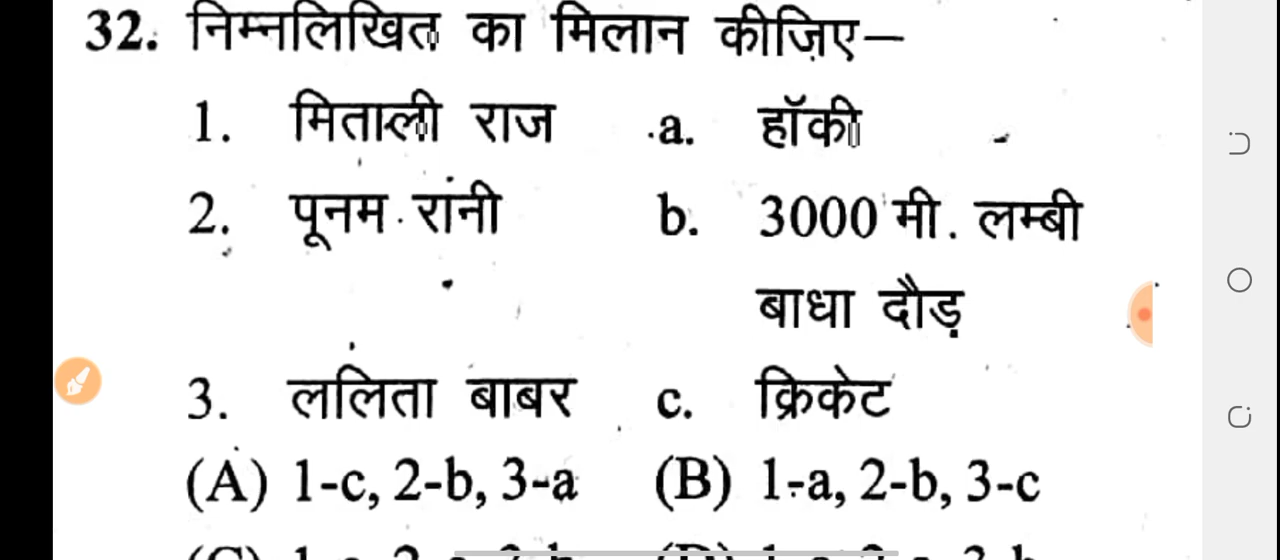 32. निम्नलिखित का मिलान कीजिए—
1. मिताली राज a. हॉकी
2. पूनम रानी b. 3000 मी. लम्बी
बाधा दौड़
3. ललिता बाबर c. क्रिकेट
(A) 1-c, 2-b, 3-a (B) 1-a, 2-b, 3-c